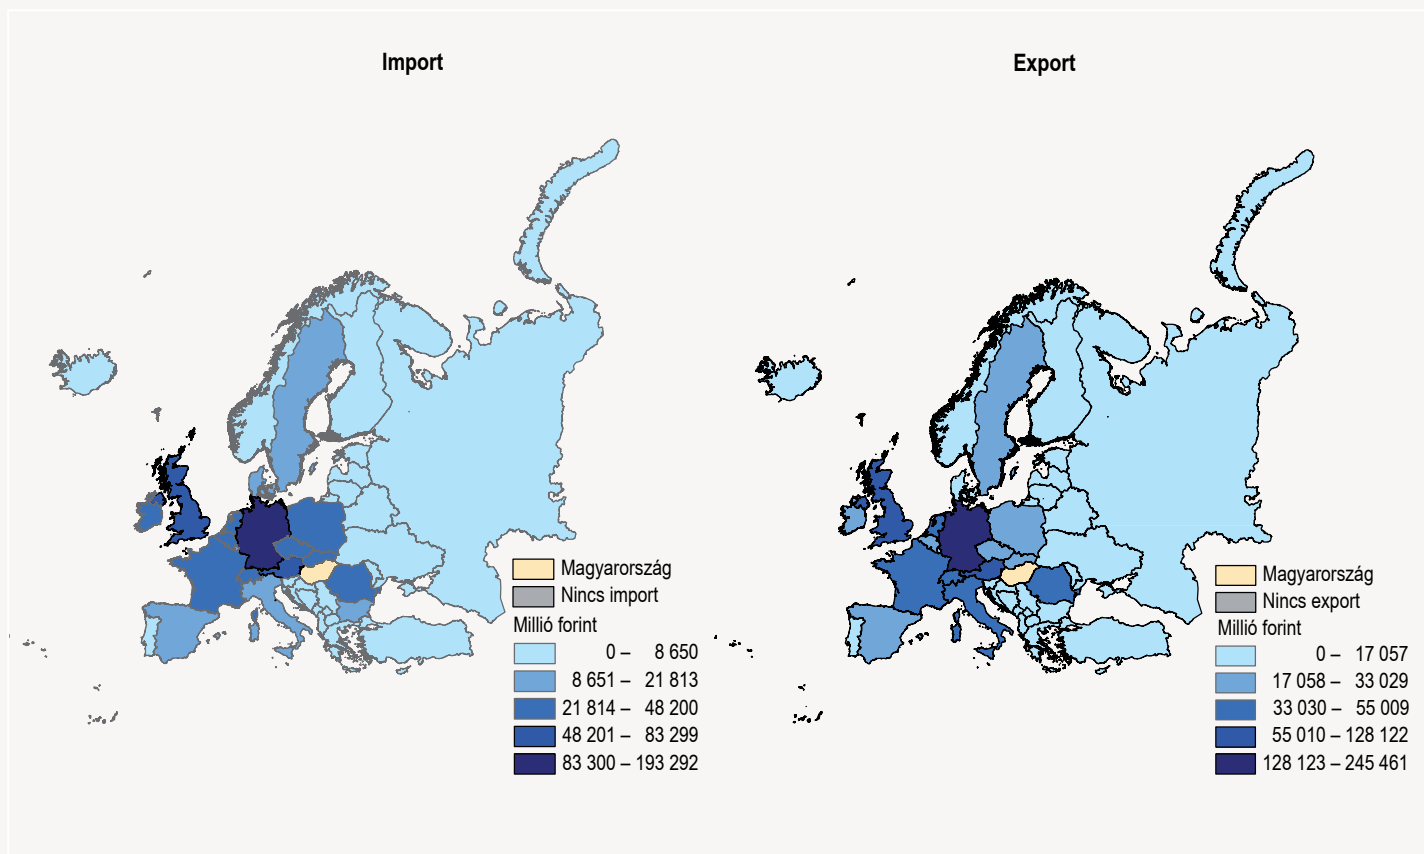 Import
Magyarország
Nincs import
Millió forint
0 – 8 650
8 651 – 21 813
21 814 – 48 200
48 201 – 83 299
83 300 – 193 292
Export
Magyarország
Nincs export
Millió forint
0 – 17 057
17 058 – 33 029
33 030 – 55 009
55 010 – 128 122
128 123 – 245 461